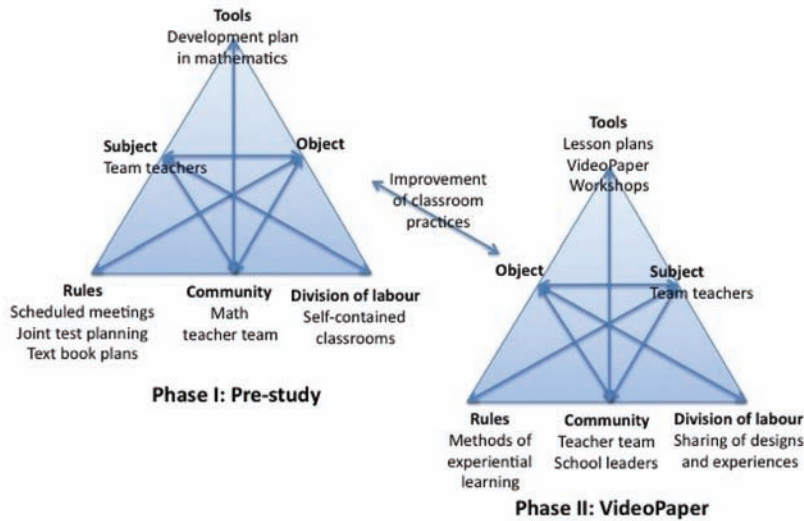 Tools
Development plan
in mathematics
Subject
Team teachers
Object
Rules
Scheduled meetings
Joint test planning
Text book plans
Community
Math
teacher team
Division of labour
Self-contained
classrooms
Phase I: Pre-study
Improvement
of classroom
practices
Tools
Lesson plans
VideoPaper
Workshops
Object
Subject
Team teachers
Rules
Methods of
experiential
learning
Community
Teacher team
School leaders
Division of labour
Sharing of designs
and experiences
Phase II: VideoPaper